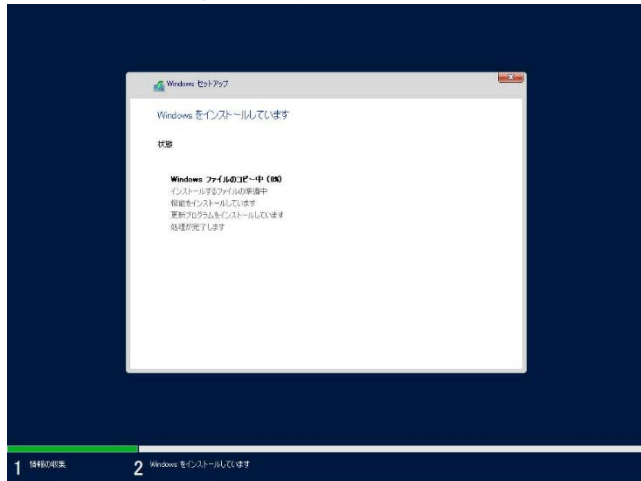 Windows セットアップ
Windows をインストールしています
状態
Windows ファイルのコピー中 (0%)
インストールするファイルの準備中
機能をインストールしています
更新プログラムをインストールしています
処理が完了します
1 情報の収集
2 Windows をインストールしています